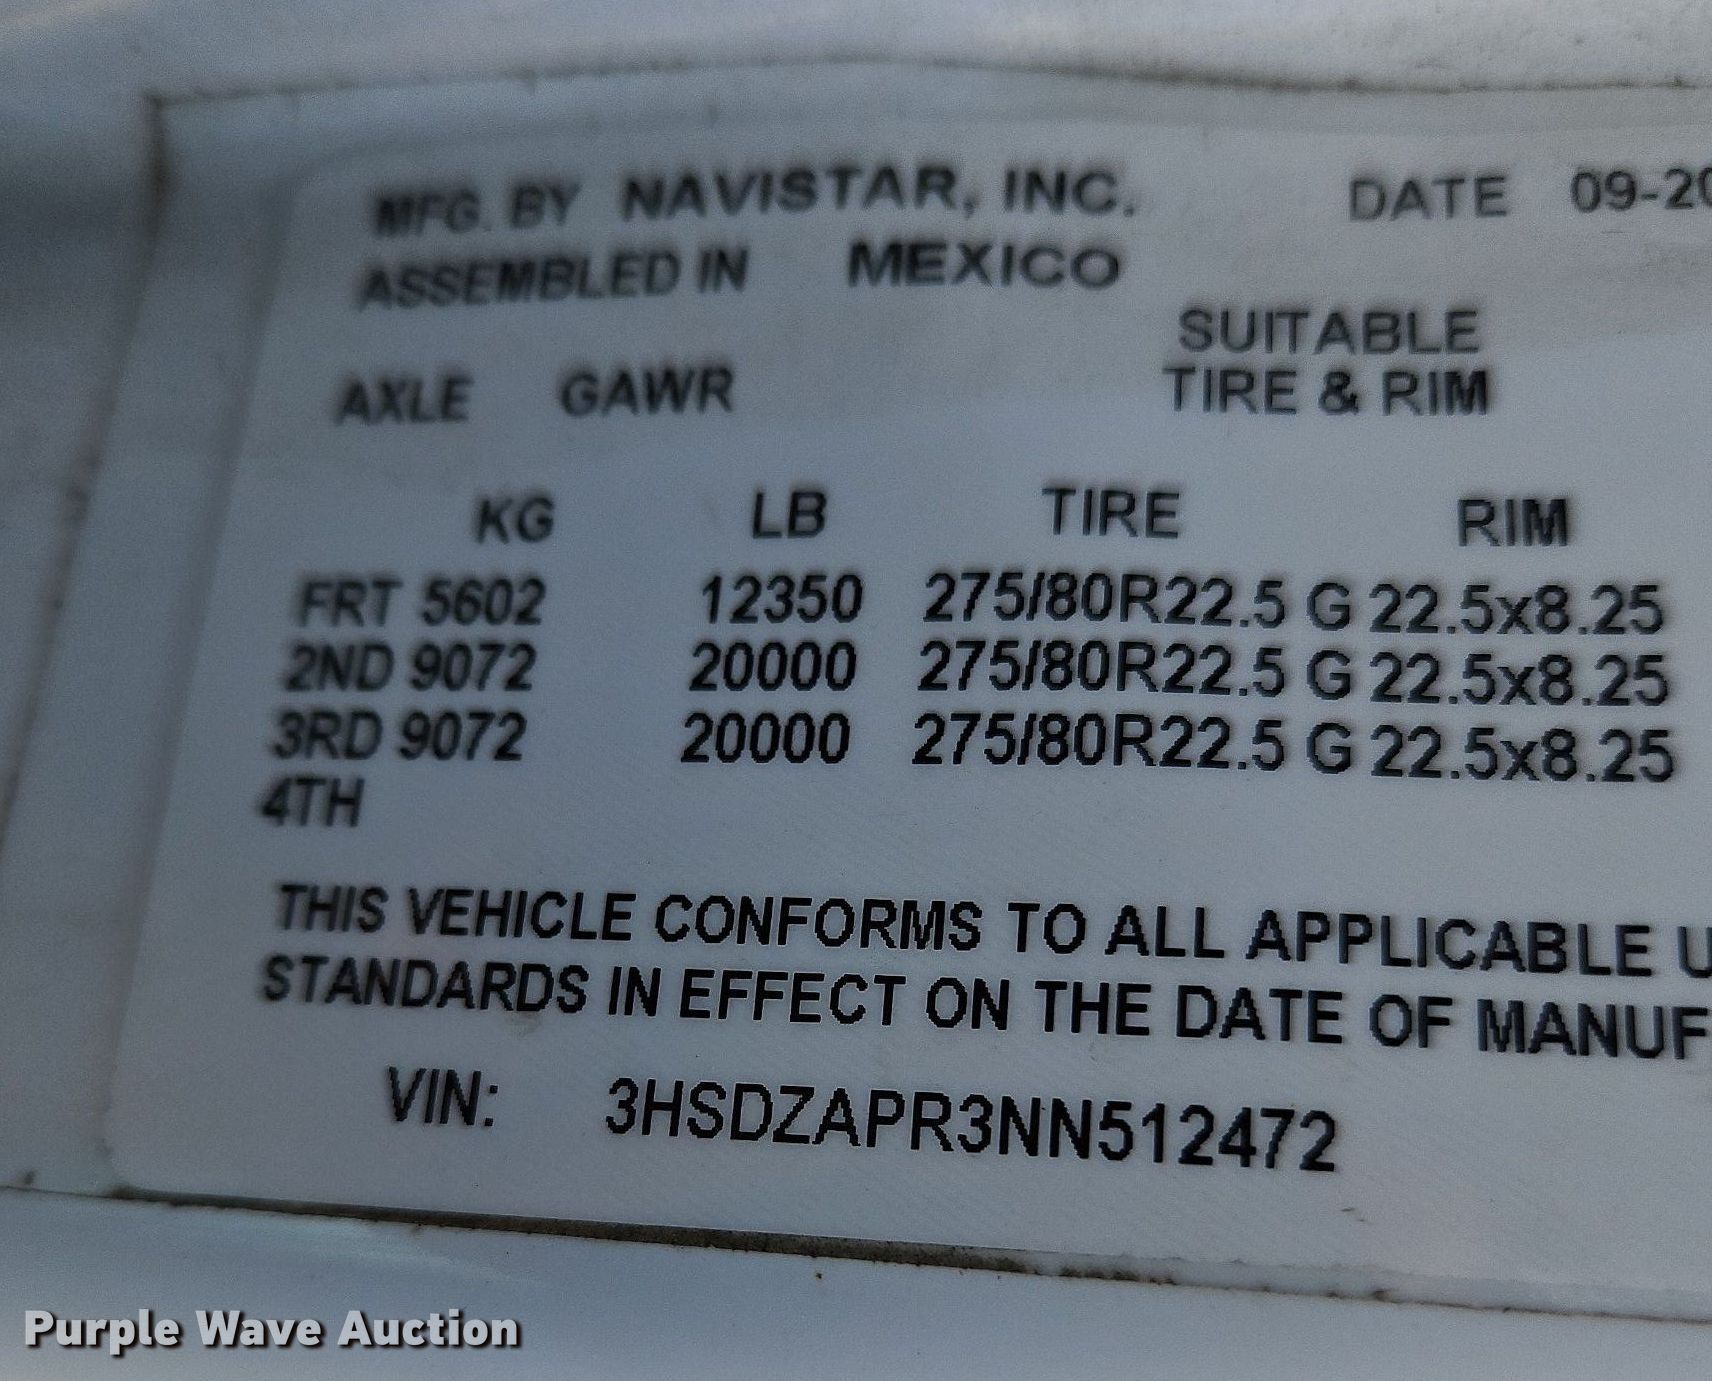 MFG. BY NAVISTAR, INC. DATE 09-20
ASSEMBLED IN MEXICO
SUITABLE
AXLE GAWR TIRE & RIM
KG LB TIRE RIM
FRT 5602 12350 275/80R22.5 G 22.5x8.25
2ND 9072 20000 275/80R22.5 G 22.5x8.25
3RD 9072 20000 275/80R22.5 G 22.5x8.25
4TH
THIS VEHICLE CONFORMS TO ALL APPLICABLE U
STANDARDS IN EFFECT ON THE DATE OF MANUF
VIN: 3HSDZAPR3NN512472
Purple Wave Auction